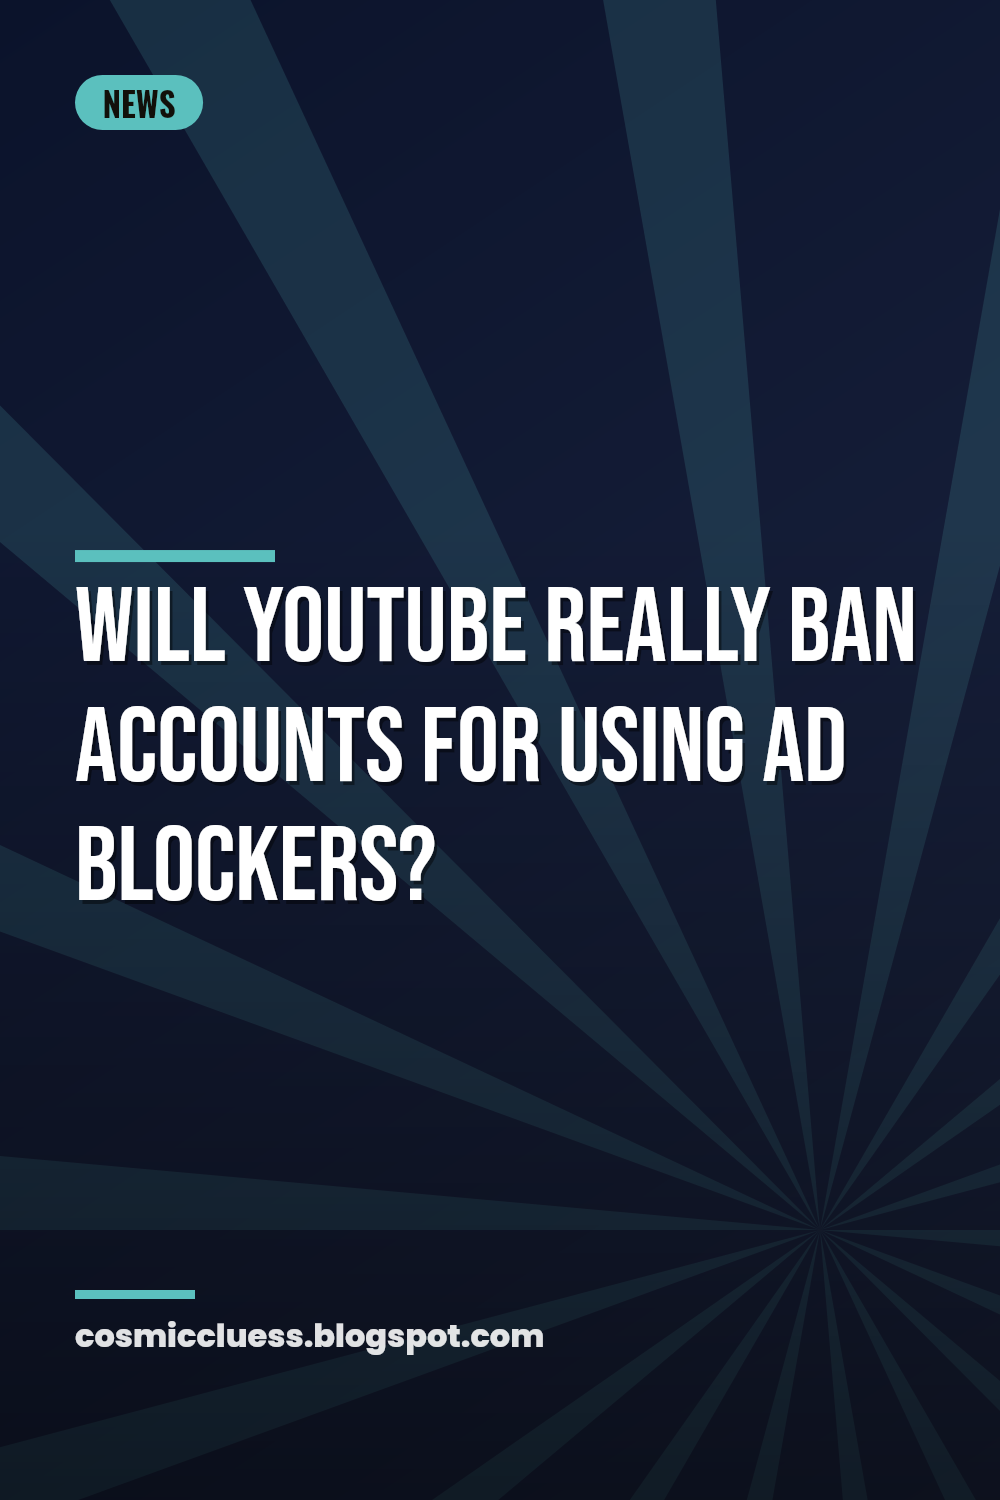 NEWS
WILL YOUTUBE REALLY BAN
ACCOUNTS FOR USING AD
BLOCKERS?
cosmiccluess.blogspot.com